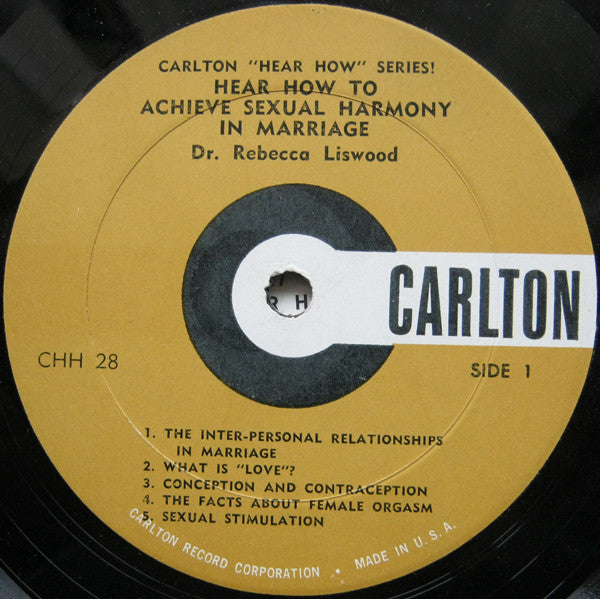 CARLTON "HEAR HOW" SERIES!
HEAR HOW TO
ACHIEVE SEXUAL HARMONY
IN MARRIAGE
Dr. Rebecca Liswood
R H
CARLTON
CHH 28
SIDE 1
1. THE INTER-PERSONAL RELATIONSHIPS
IN MARRIAGE
2. WHAT IS "LOVE"?
3. CONCEPTION AND CONTRACEPTION
4. THE FACTS ABOUT FEMALE ORGASM
5. SEXUAL STIMULATION
CARLTON RECORD CORPORATION • MADE IN U.S.A.